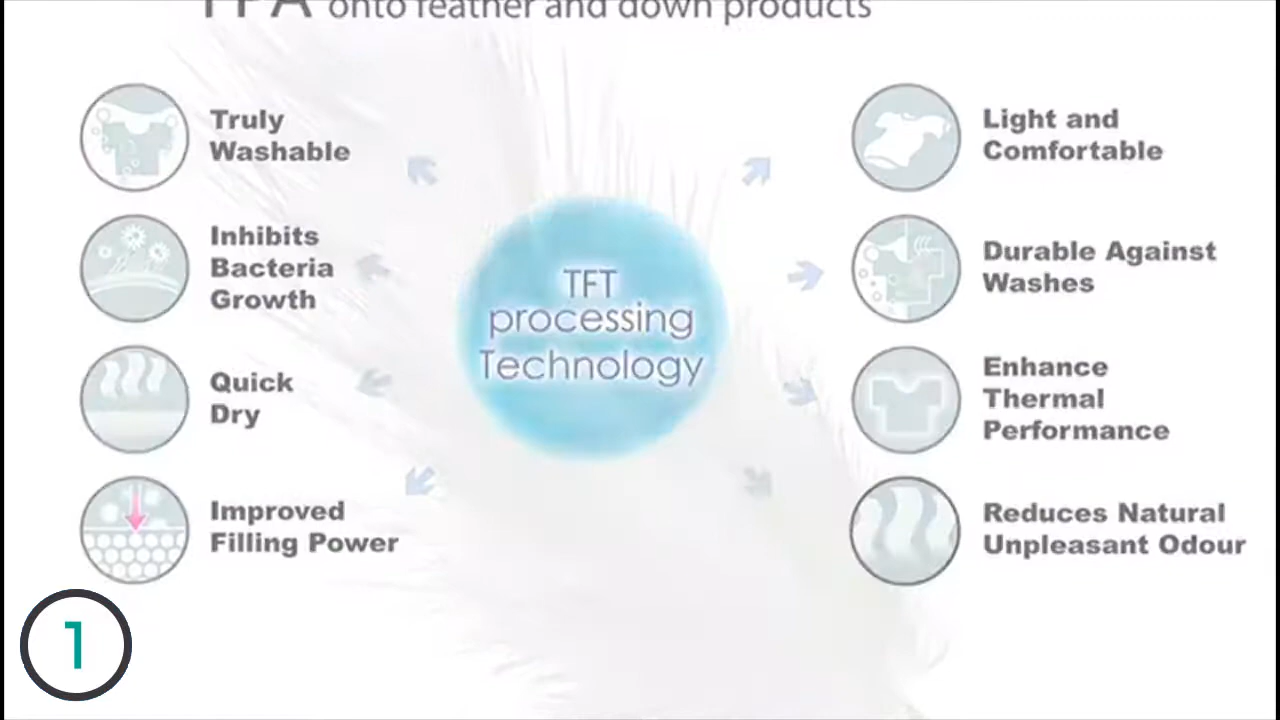 onto feather and down products
Truly
Washable
Inhibits
Bacteria
Growth
Quick
Dry
Improved
Filling Power
TFT
processing
Technology
Light and
Comfortable
Durable Against
Washes
Enhance
Thermal
Performance
Reduces Natural
Unpleasant Odour
1